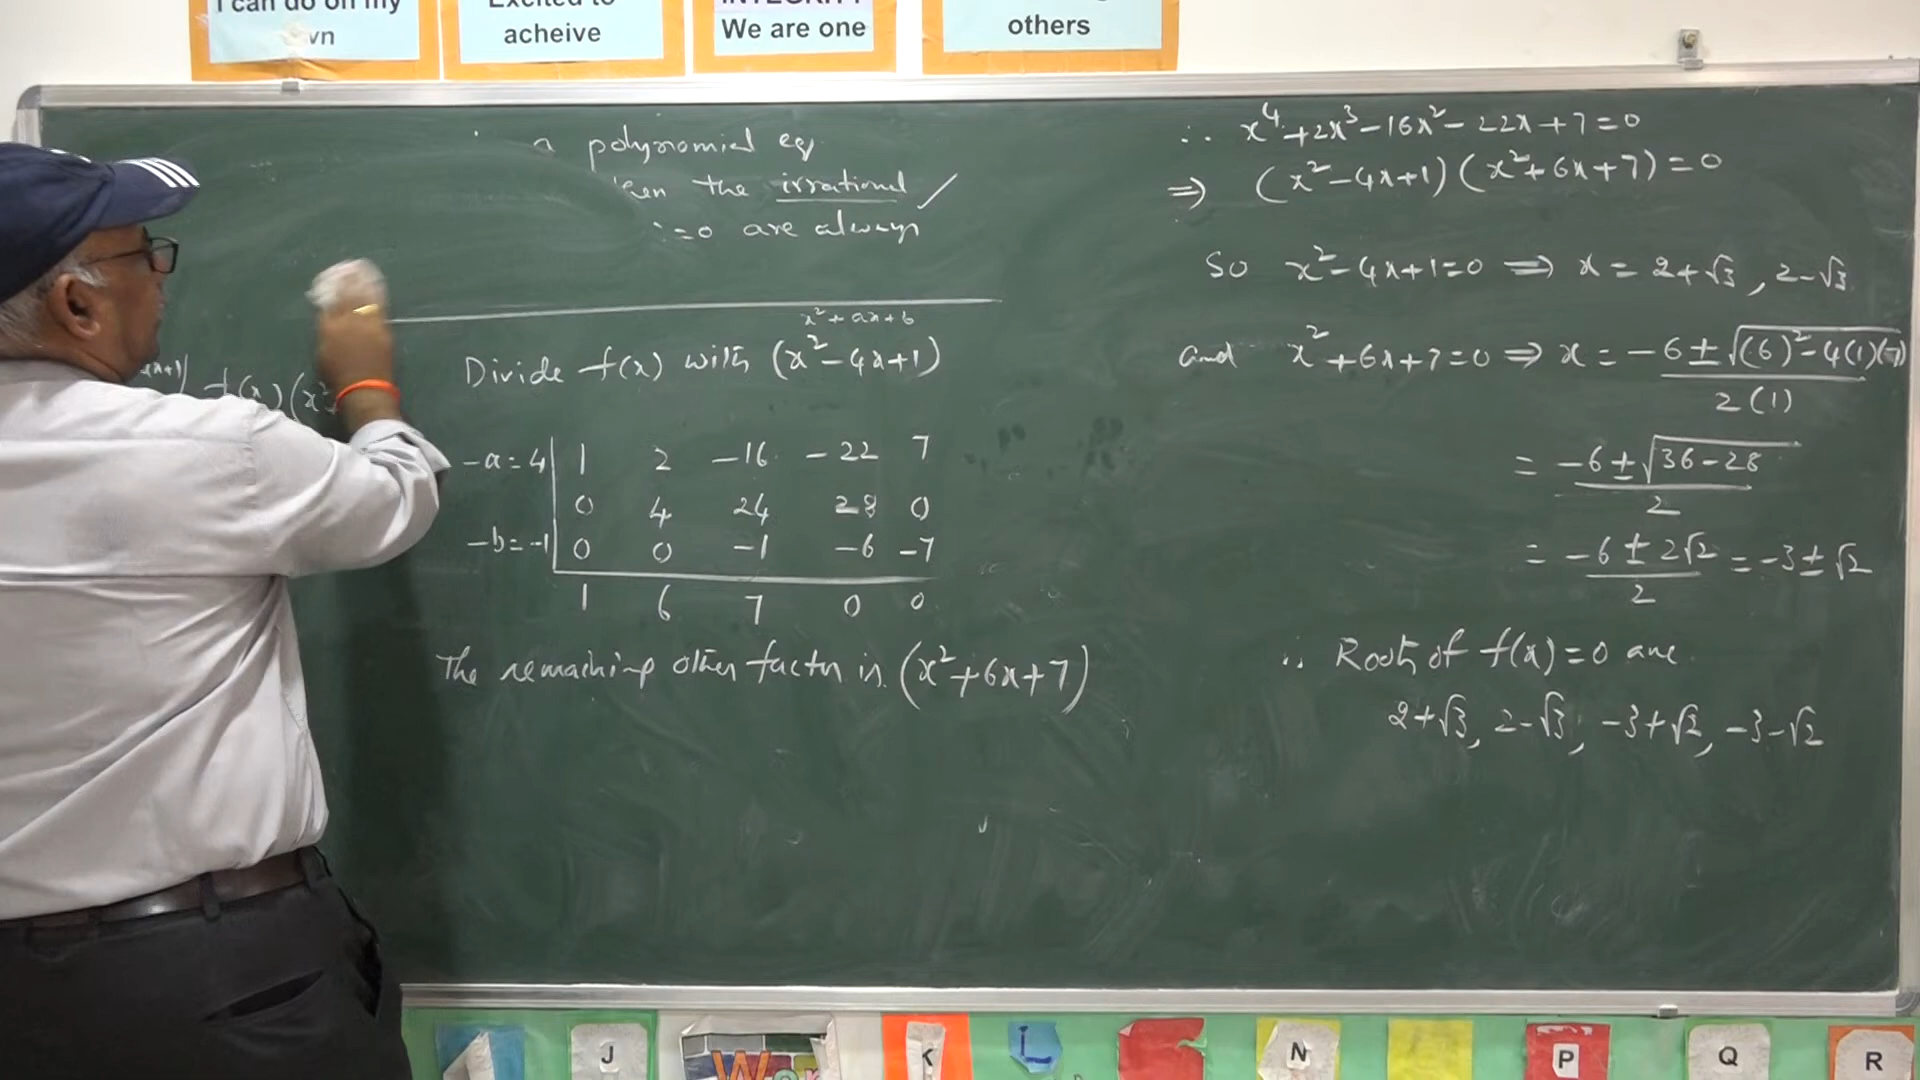 I can do on my
acheive
We are one
others
polynomial eq
the irrational ✓
=0 are always
x²+ax+b
Divide f(x) with (x²-4x+1)
f(x) (x²
-a=4 | 1 2 -16 -22 7
0 4 24 28 0
-b=-1 | 0 0 -1 -6 -7
1 6 7 0 0
The remaining other factor is (x²+6x+7)
∴ x⁴+2x³-16x²-22x+7=0
⇒ (x²-4x+1)(x²+6x+7)=0
So x²-4x+1=0 ⇒ x = 2+√3, 2-√3
and x²+6x+7=0 ⇒ x = -6±√(6)²-4(1)(7)
2(1)
= -6±√36-28
2
= -6±2√2 = -3±√2
2
∴ Roots of f(x)=0 are
2+√3, 2-√3, -3+√2, -3-√2
J
K
L
N
P
Q
R